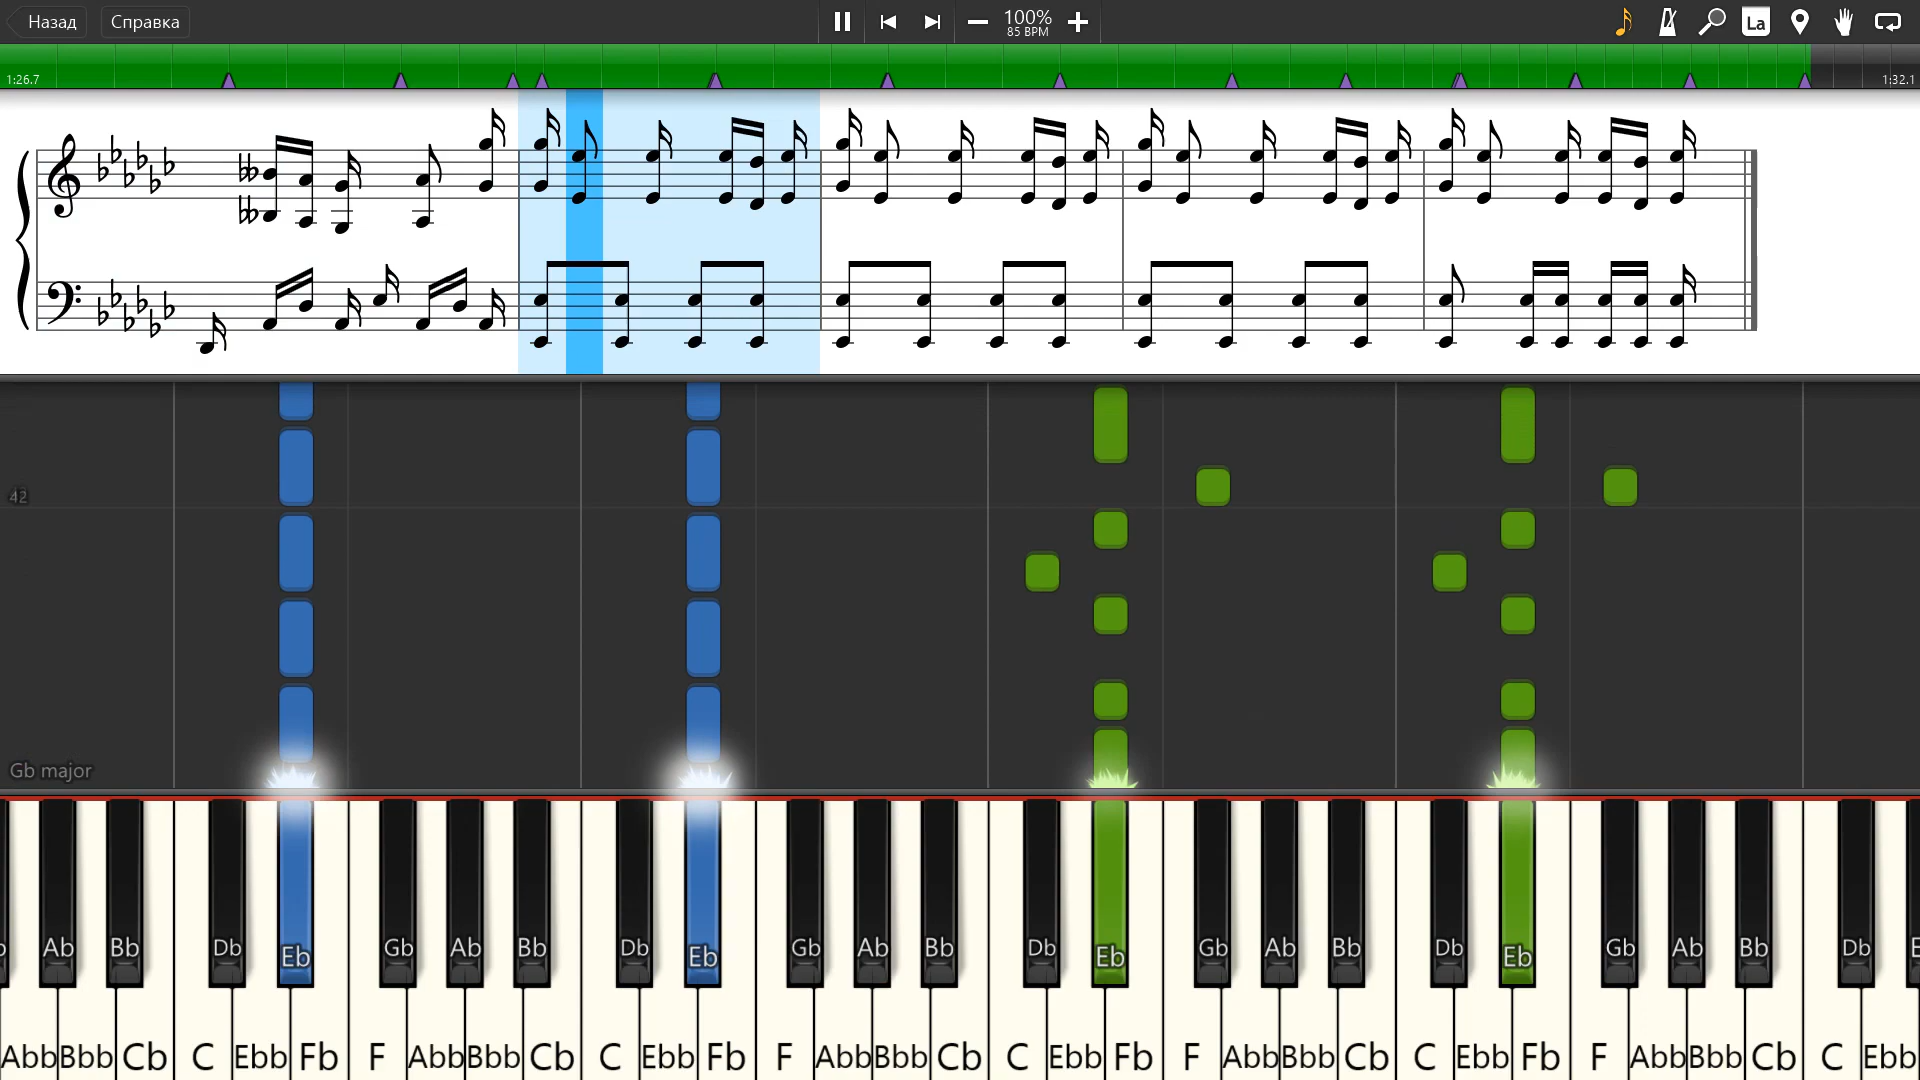 Назад Справка 100% La
85 BPM
1:26.7 1:32.1
42
Gb major
Ab Bb Db Eb Gb Ab Bb Db Eb Gb Ab Bb Db Eb Gb Ab Bb Db Eb Gb Ab Bb Db
Abb Bbb Cb C Ebb Fb F Abb Bbb Cb C Ebb Fb F Abb Bbb Cb C Ebb Fb F Abb Bbb Cb C Ebb Fb F Abb Bbb Cb C Ebb